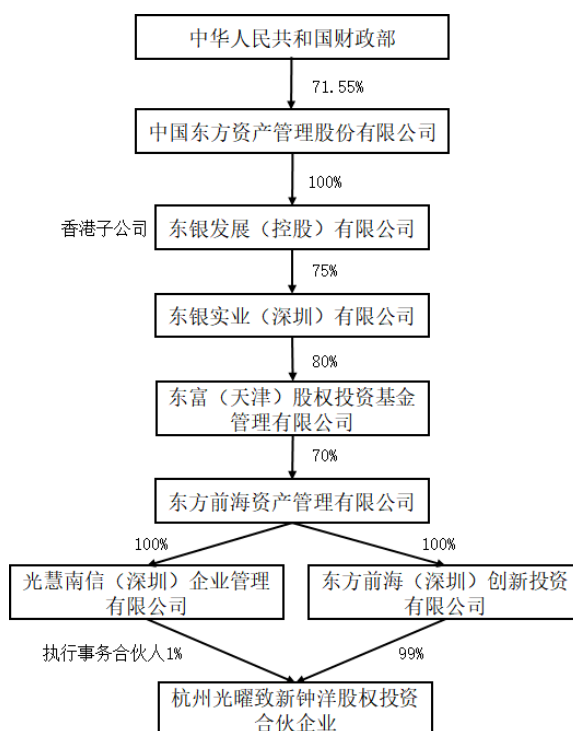 中华人民共和国财政部
71.55%
中国东方资产管理股份有限公司
100%
香港子公司
东银发展（控股）有限公司
75%
东银实业（深圳）有限公司
80%
东富（天津）股权投资基金
管理有限公司
70%
东方前海资产管理有限公司
100%
100%
光慧南信（深圳）企业管理
有限公司
东方前海（深圳）创新投资
有限公司
执行事务合伙人1%
99%
杭州光曜致新钟洋股权投资
合伙企业